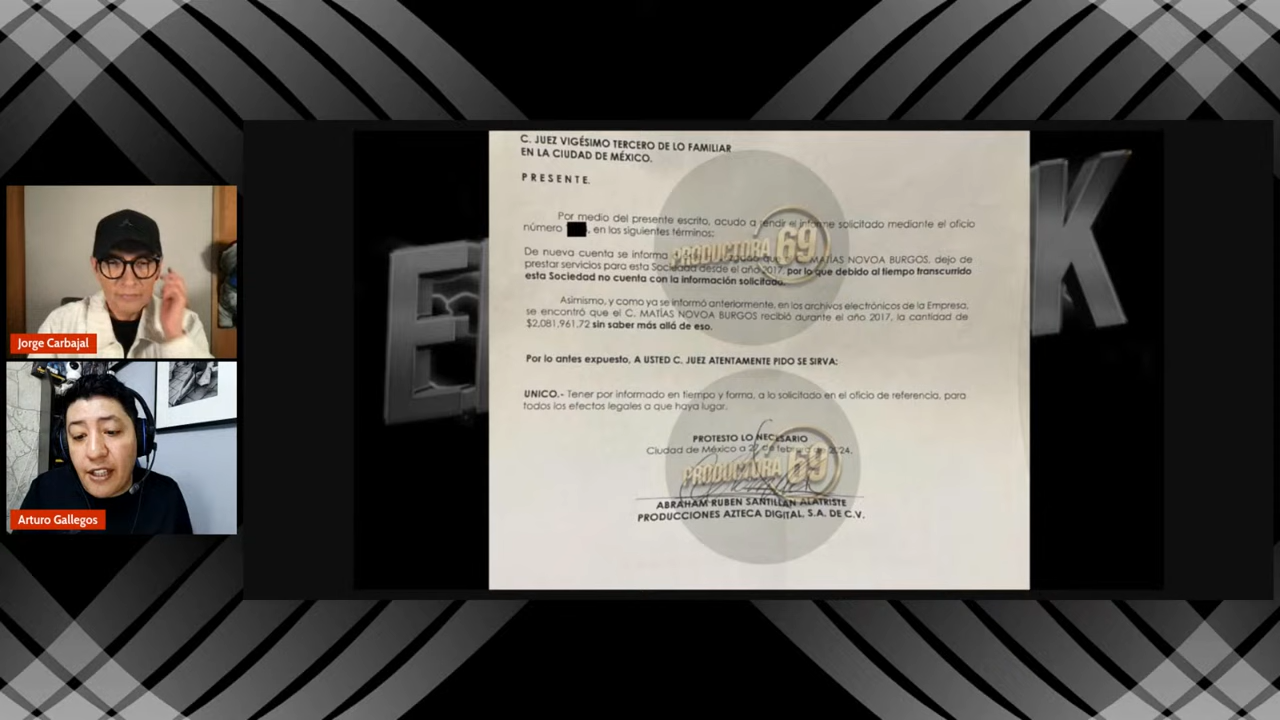 C. JUEZ VIGÉSIMO TERCERO DE LO FAMILIAR
EN LA CIUDAD DE MÉXICO.
P R E S E N T E.
Por medio del presente escrito, acudo a rendir el informe solicitado mediante el oficio
número , en los siguientes términos:
De nueva cuenta se informa que MATÍAS NOVOA BURGOS, dejo de
prestar servicios para esta Sociedad desde el año 2017, por lo que debido al tiempo transcurrido
esta Sociedad no cuenta con la información solicitado.
Asimismo, y como ya se informó anteriormente, en los archivos electrónicos de la Empresa,
se encontró que el C. MATÍAS NOVOA BURGOS recibió durante el año 2017, la cantidad de
$2,081,961.72 sin saber más allá de eso.
Por lo antes expuesto, A USTED C. JUEZ ATENTAMENTE PIDO SE SIRVA:
UNICO.- Tener por informado en tiempo y forma, a lo solicitado en el oficio de referencia, para
todos los efectos legales a que haya lugar.
PROTESTO LO NECESARIO
Ciudad de México a de 2024.
ABRAHAM RUBEN SANTILLAN ALATRISTE
PRODUCCIONES AZTECA DIGITAL, S.A. DE C.V.
PRODUCTORA 69
PRODUCTORA 69
E
K
Jorge Carbajal
Arturo Gallegos